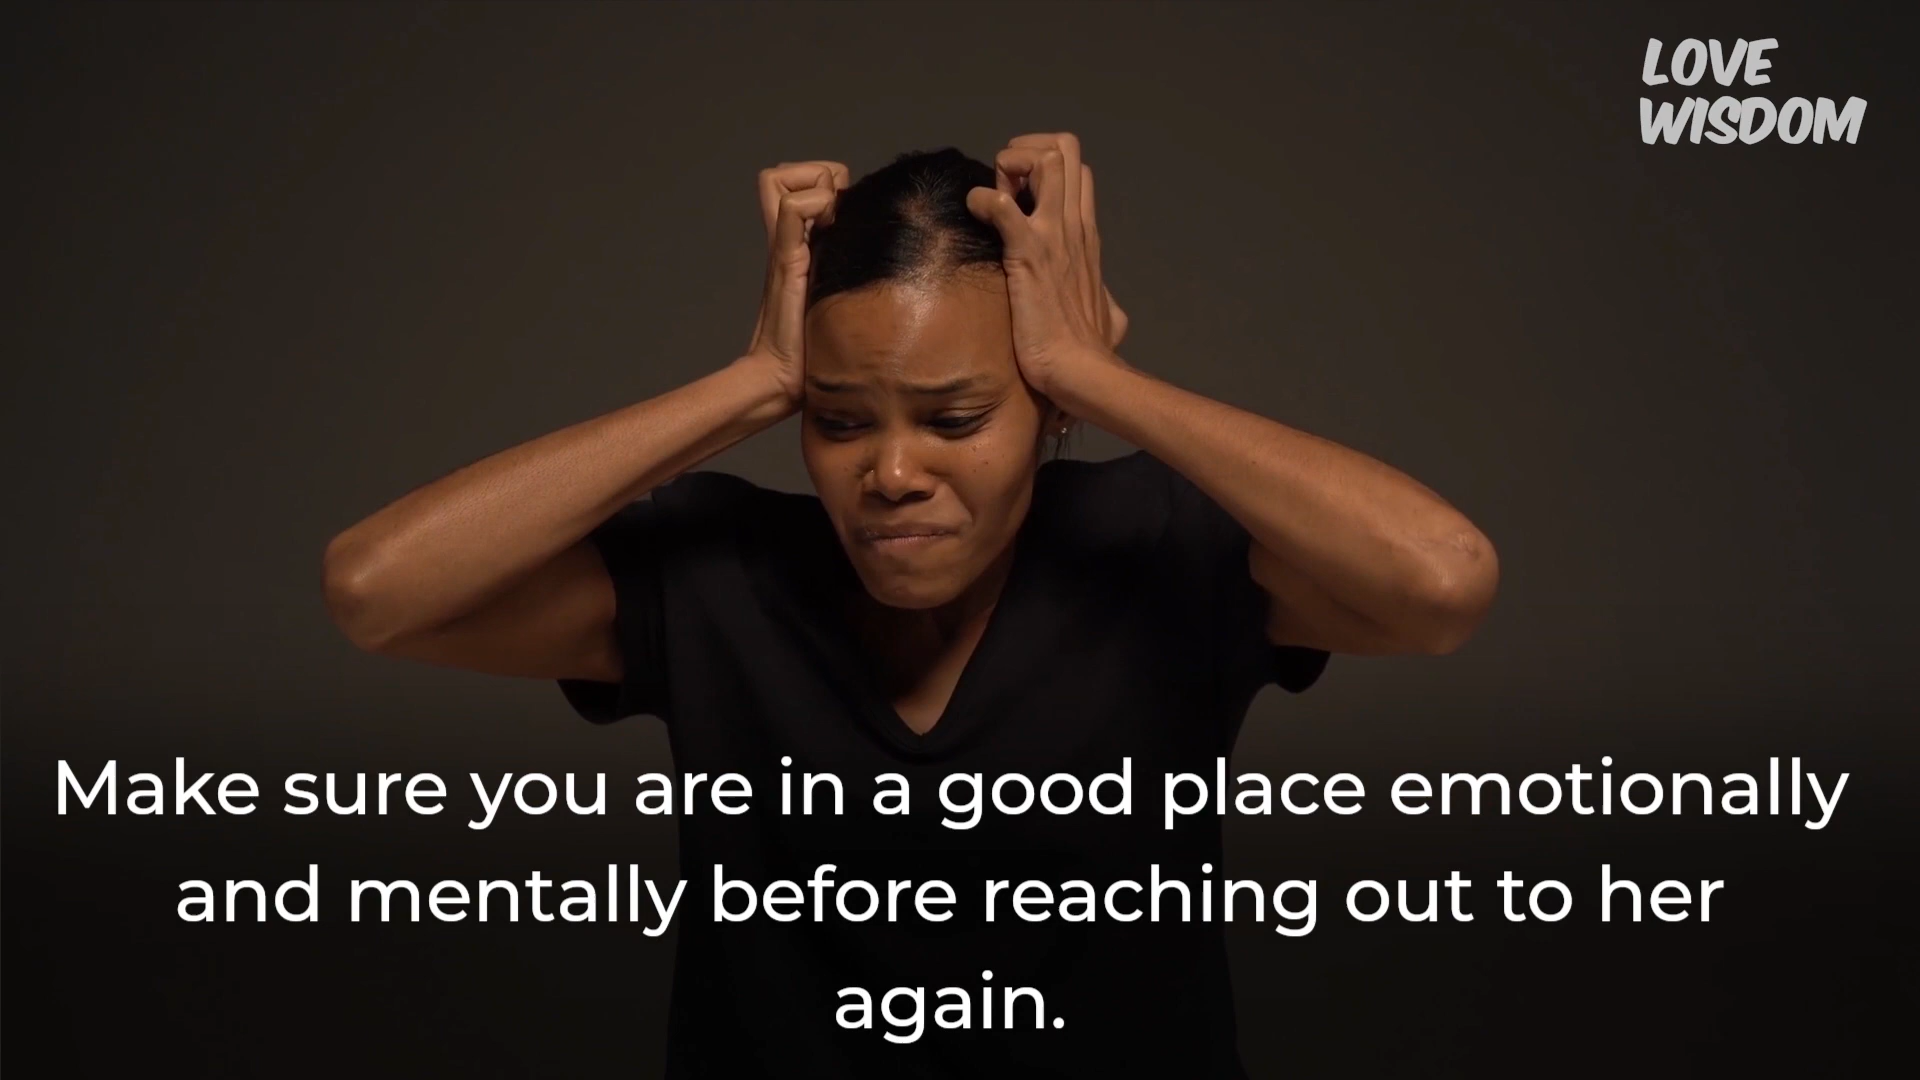 LOVE
WISDOM
Make sure you are in a good place emotionally
and mentally before reaching out to her
again.